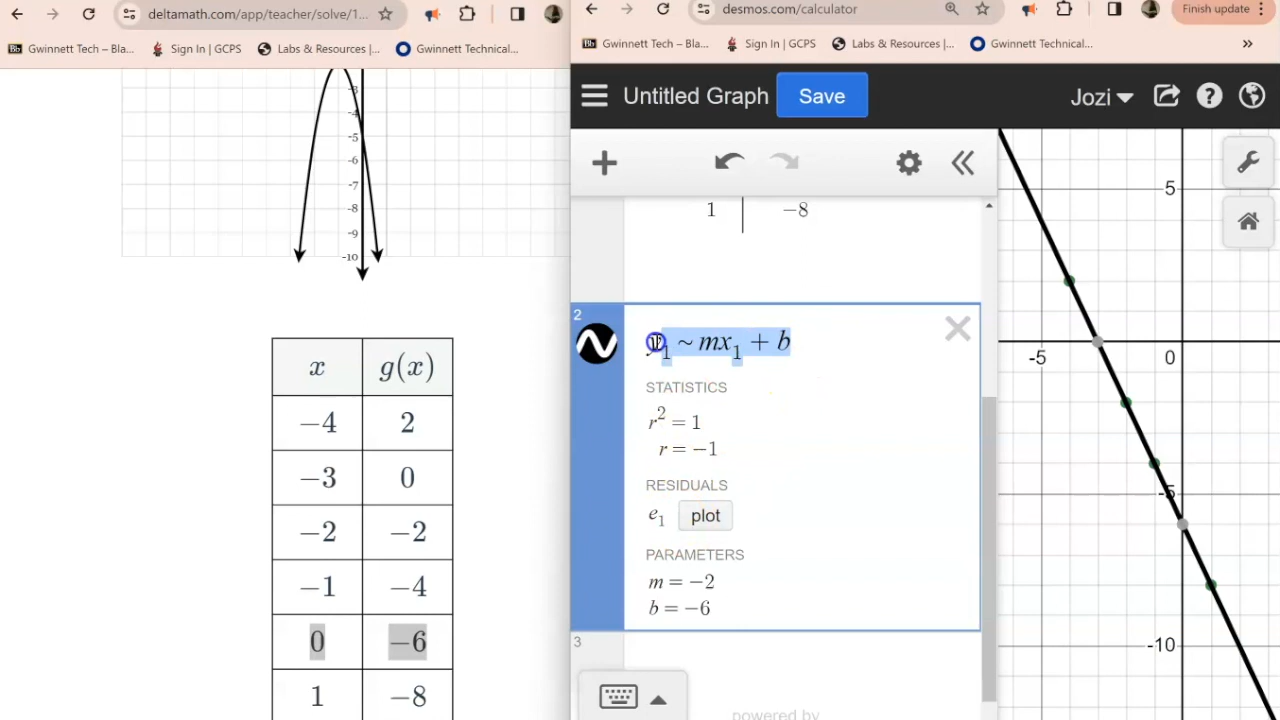 deltamath.com/app/teacher/solve/1...
Gwinnett Tech – Bla...
Sign In | GCPS
Labs & Resources |...
Gwinnett Technical...
-3
-4
-5
-6
-7
-8
-9
-10
x g(x)
−4 2
−3 0
−2 −2
−1 −4
0 −6
1 −8
desmos.com/calculator
Finish update
Gwinnett Tech – Bla...
Sign In | GCPS
Labs & Resources |...
Gwinnett Technical...
»
Untitled Graph
Save
Jozi
1 −8
2
y₁ ~ mx₁ + b
STATISTICS
r² = 1
r = −1
RESIDUALS
e₁ plot
PARAMETERS
m = −2
b = −6
3
powered by
5
-5
0
-5
-10